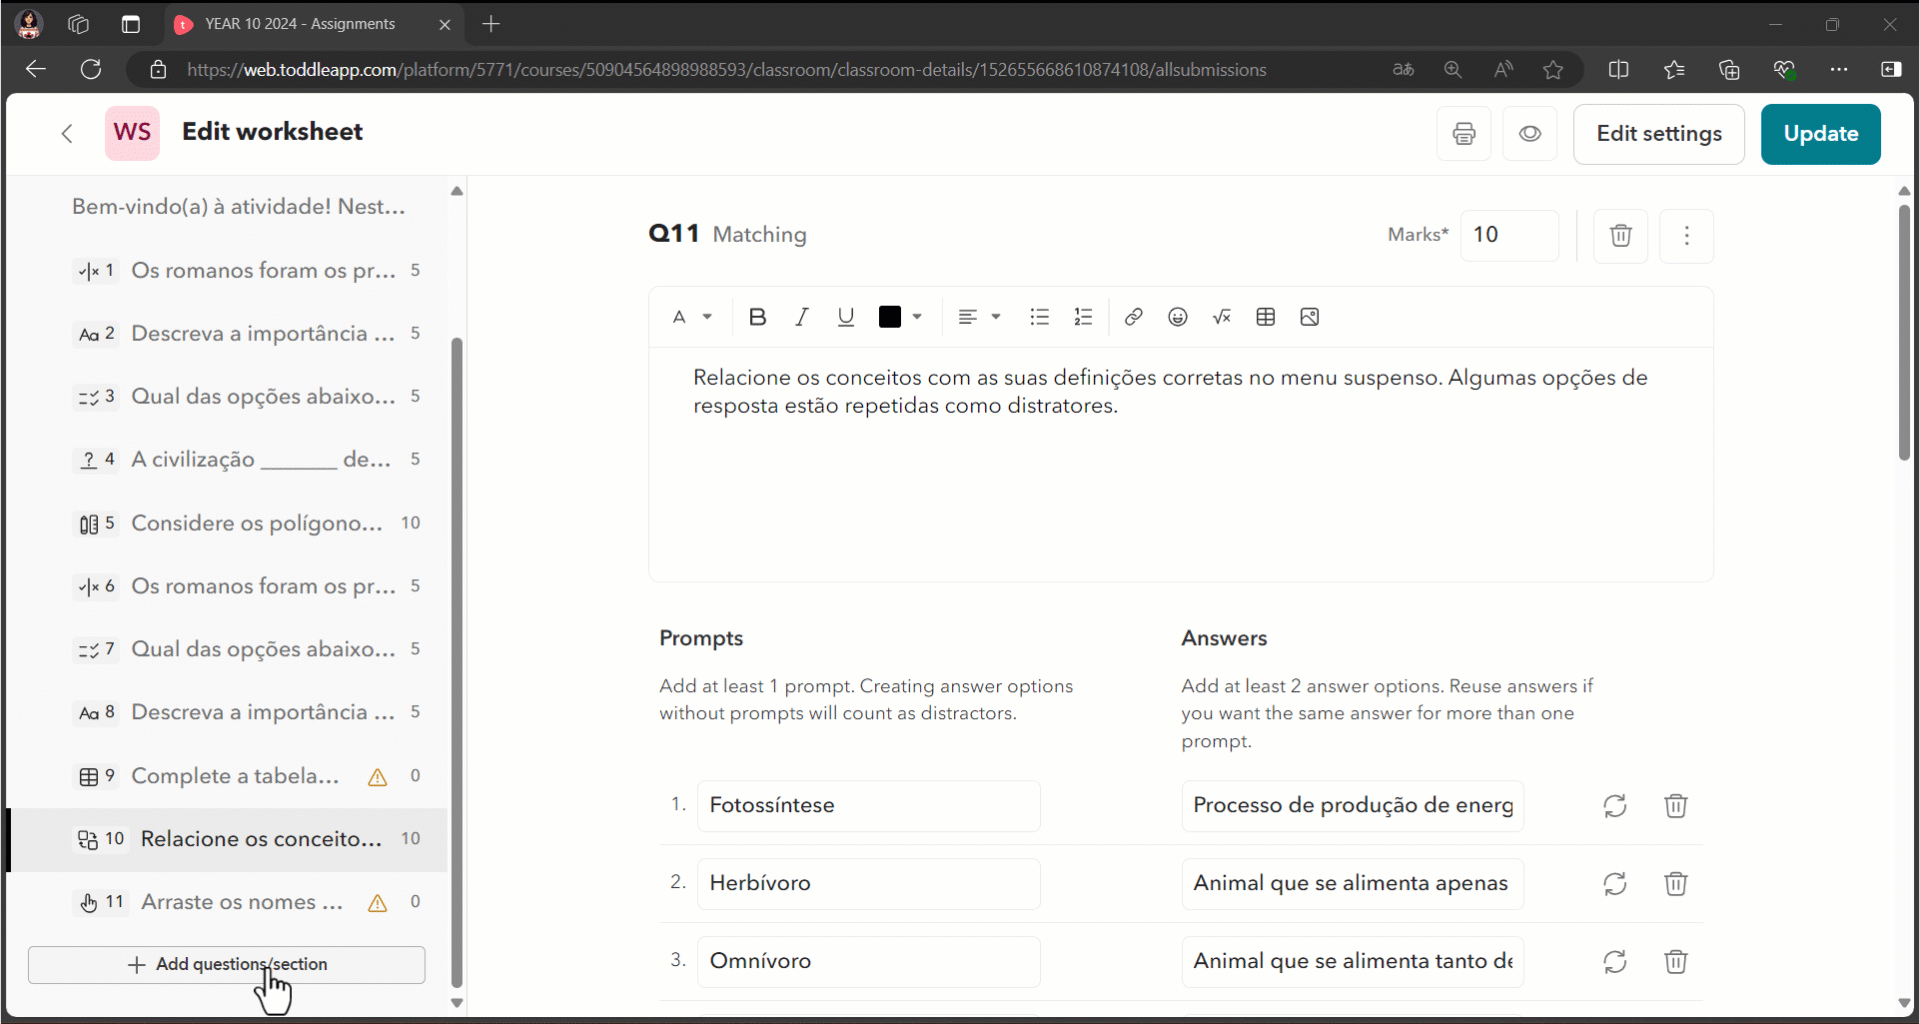 YEAR 10 2024 - Assignments
https://web.toddleapp.com/platform/5771/courses/50904564898988593/classroom/classroom-details/152655668610874108/allsubmissions
WS Edit worksheet
Edit settings
Update
Bem-vindo(a) à atividade! Nest...
1 Os romanos foram os pr... 5
Aa 2 Descreva a importância ... 5
3 Qual das opções abaixo... 5
? 4 A civilização _______ de... 5
5 Considere os polígono... 10
6 Os romanos foram os pr... 5
7 Qual das opções abaixo... 5
Aa 8 Descreva a importância ... 5
9 Complete a tabela... 0
10 Relacione os conceito... 10
11 Arraste os nomes ... 0
+ Add questions/section
Q11 Matching
Marks* 10
A B I U
Relacione os conceitos com as suas definições corretas no menu suspenso. Algumas opções de
resposta estão repetidas como distratores.
Prompts
Add at least 1 prompt. Creating answer options
without prompts will count as distractors.
Answers
Add at least 2 answer options. Reuse answers if
you want the same answer for more than one
prompt.
1. Fotossíntese
Processo de produção de energ
2. Herbívoro
Animal que se alimenta apenas
3. Omnívoro
Animal que se alimenta tanto de